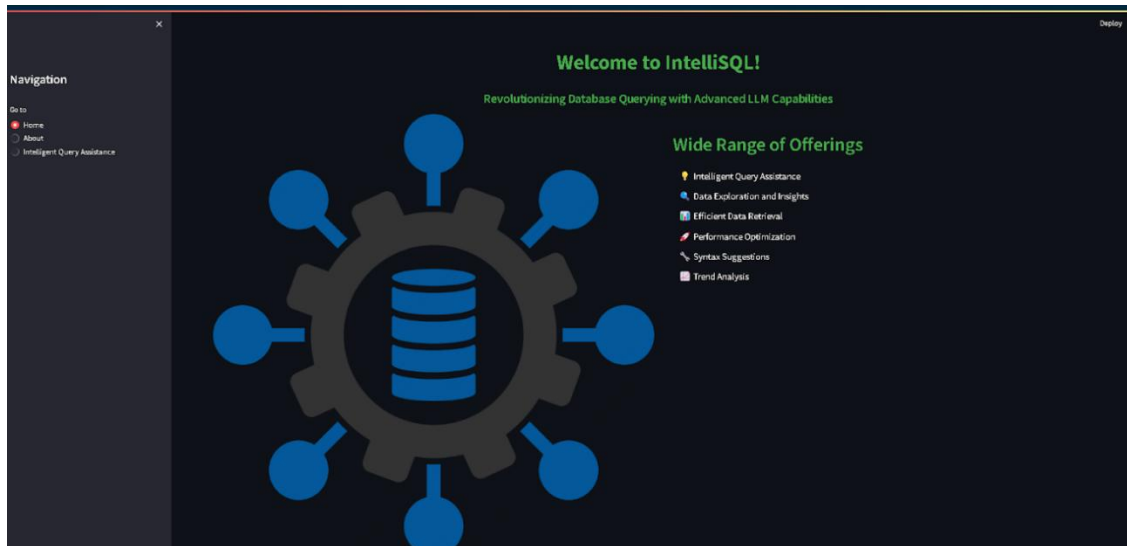 Deploy
Navigation
Go to
Home
About
Intelligent Query Assistance
Welcome to IntelliSQL!
Revolutionizing Database Querying with Advanced LLM Capabilities
Wide Range of Offerings
💡 Intelligent Query Assistance
🔍 Data Exploration and Insights
📊 Efficient Data Retrieval
🚀 Performance Optimization
🔧 Syntax Suggestions
📈 Trend Analysis